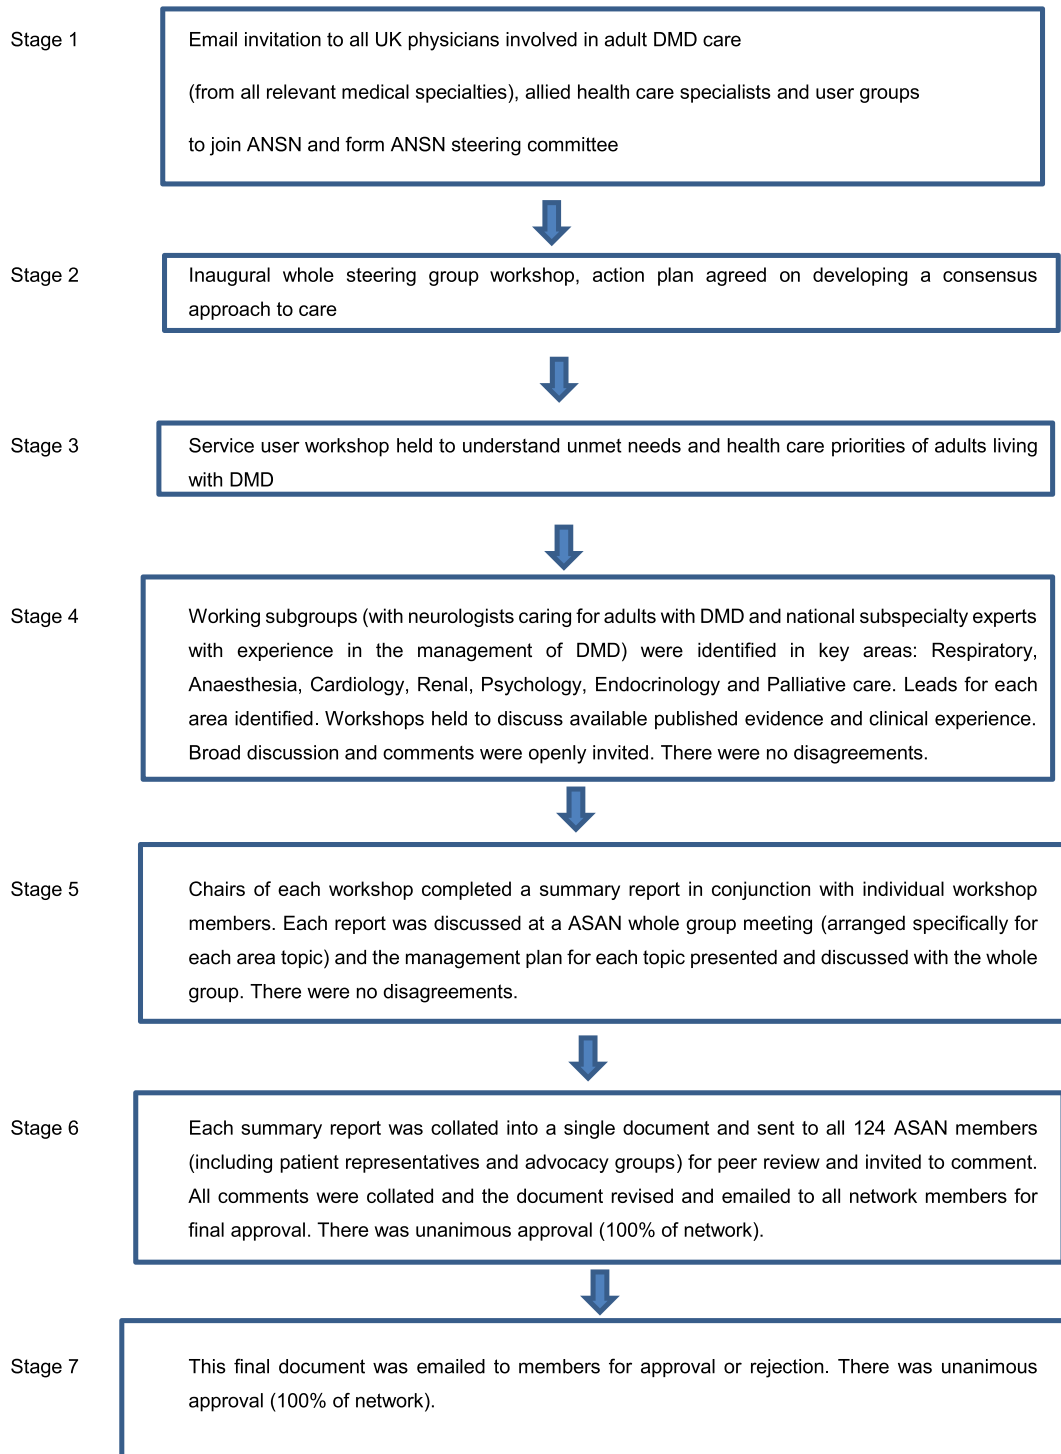 Stage 1
Email invitation to all UK physicians involved in adult DMD care
(from all relevant medical specialties), allied health care specialists and user groups
to join ANSN and form ANSN steering committee
Stage 2
Inaugural whole steering group workshop, action plan agreed on developing a consensus
approach to care
Stage 3
Service user workshop held to understand unmet needs and health care priorities of adults living
with DMD
Stage 4
Working subgroups (with neurologists caring for adults with DMD and national subspecialty experts
with experience in the management of DMD) were identified in key areas: Respiratory,
Anaesthesia, Cardiology, Renal, Psychology, Endocrinology and Palliative care. Leads for each
area identified. Workshops held to discuss available published evidence and clinical experience.
Broad discussion and comments were openly invited. There were no disagreements.
Stage 5
Chairs of each workshop completed a summary report in conjunction with individual workshop
members. Each report was discussed at a ASAN whole group meeting (arranged specifically for
each area topic) and the management plan for each topic presented and discussed with the whole
group. There were no disagreements.
Stage 6
Each summary report was collated into a single document and sent to all 124 ASAN members
(including patient representatives and advocacy groups) for peer review and invited to comment.
All comments were collated and the document revised and emailed to all network members for
final approval. There was unanimous approval (100% of network).
Stage 7
This final document was emailed to members for approval or rejection. There was unanimous
approval (100% of network).